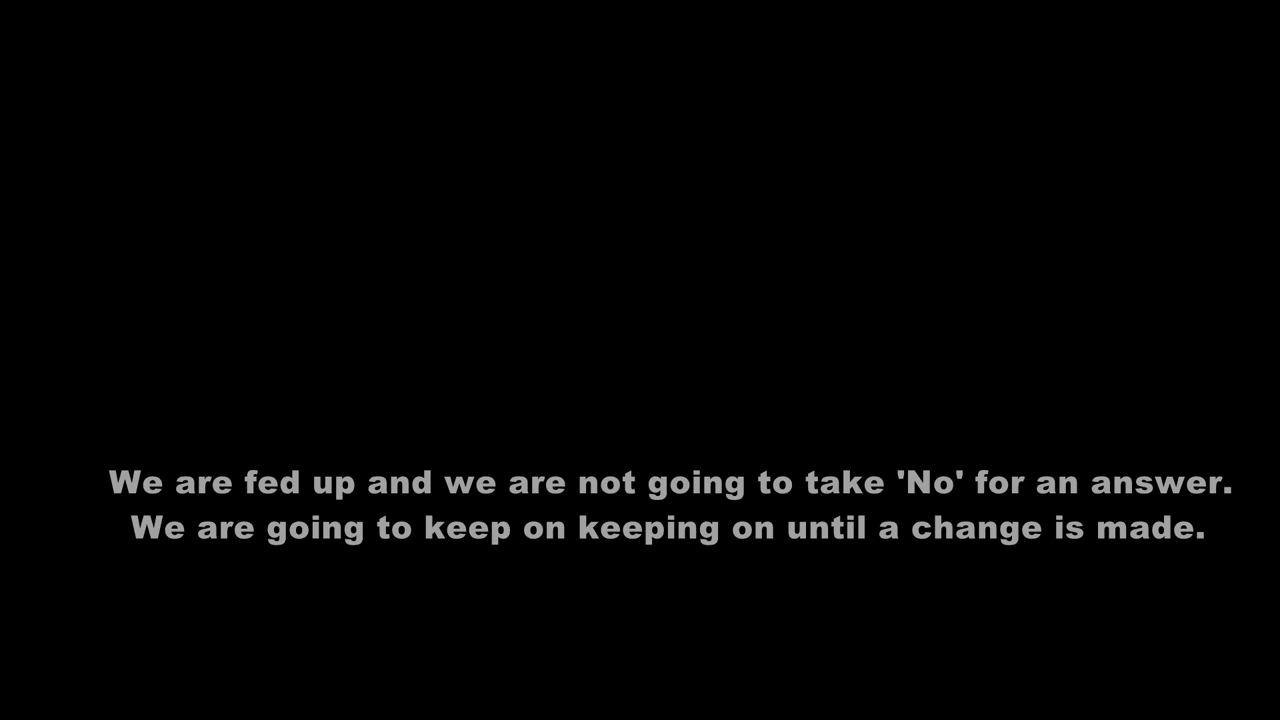 We are fed up and we are not going to take 'No' for an answer.
We are going to keep on keeping on until a change is made.